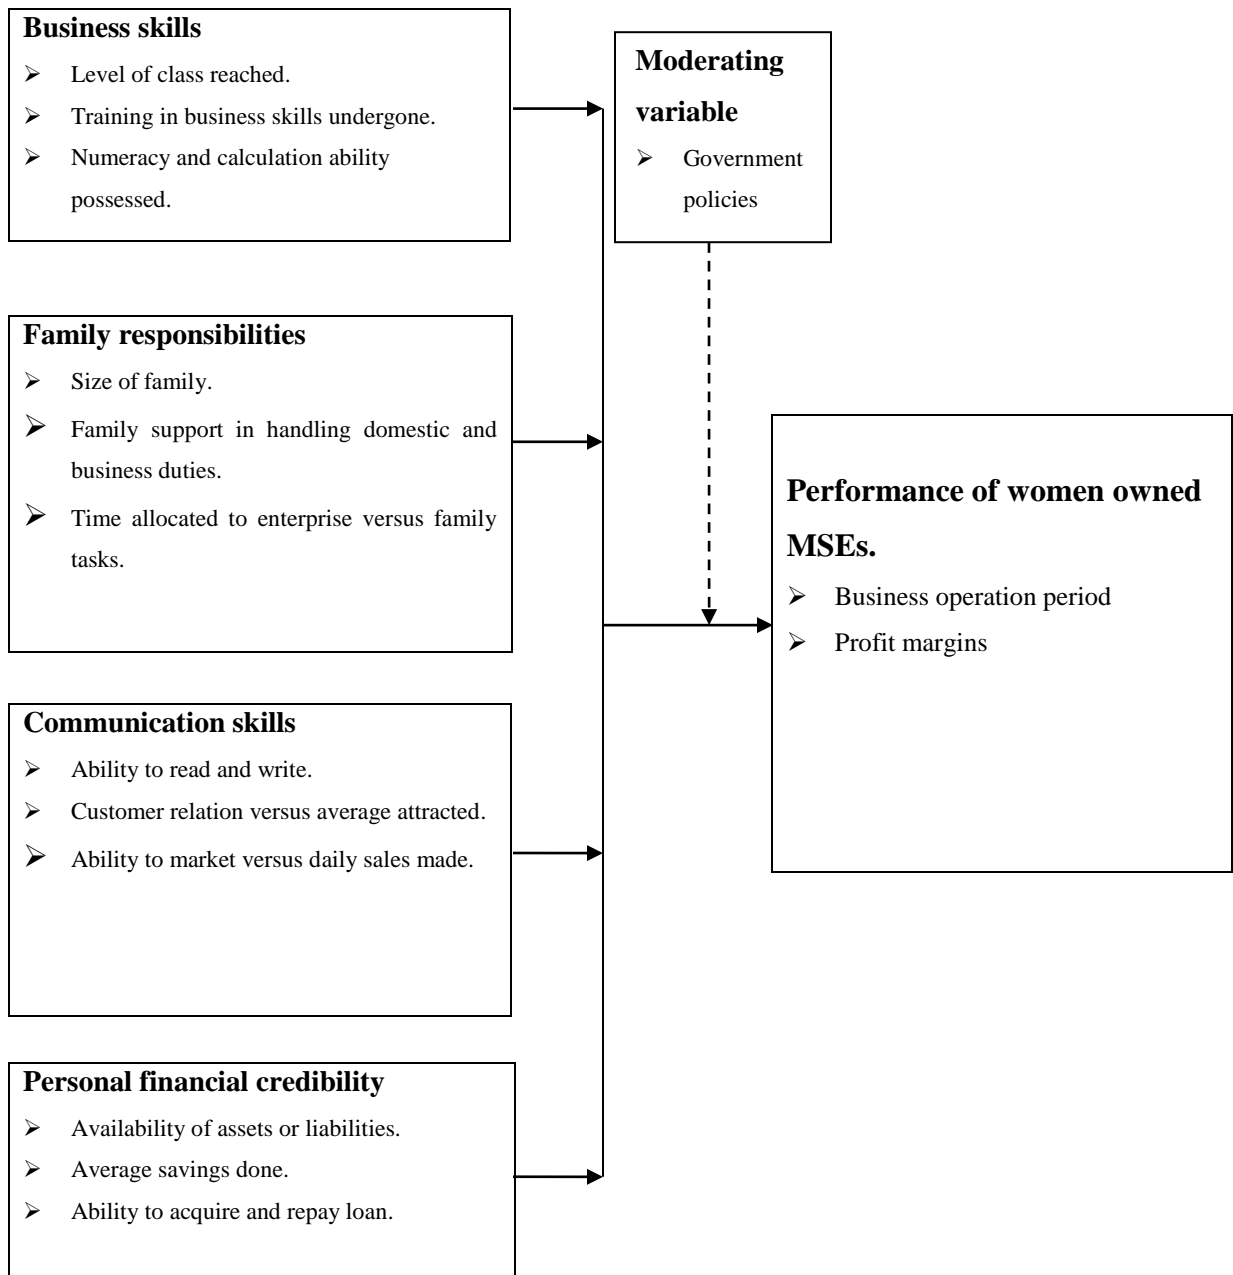 Business skills
➢ Level of class reached.
➢ Training in business skills undergone.
➢ Numeracy and calculation ability
possessed.
Moderating
variable
➢ Government
policies
Family responsibilities
➢ Size of family.
➢ Family support in handling domestic and
business duties.
➢ Time allocated to enterprise versus family
tasks.
Performance of women owned
MSEs.
➢ Business operation period
➢ Profit margins
Communication skills
➢ Ability to read and write.
➢ Customer relation versus average attracted.
➢ Ability to market versus daily sales made.
Personal financial credibility
➢ Availability of assets or liabilities.
➢ Average savings done.
➢ Ability to acquire and repay loan.